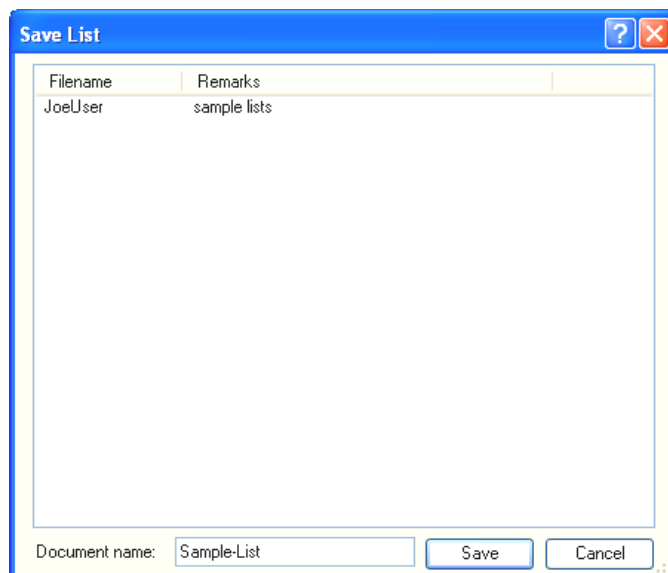 Save List
Filename Remarks
JoeUser sample lists
Document name: Sample-List Save Cancel